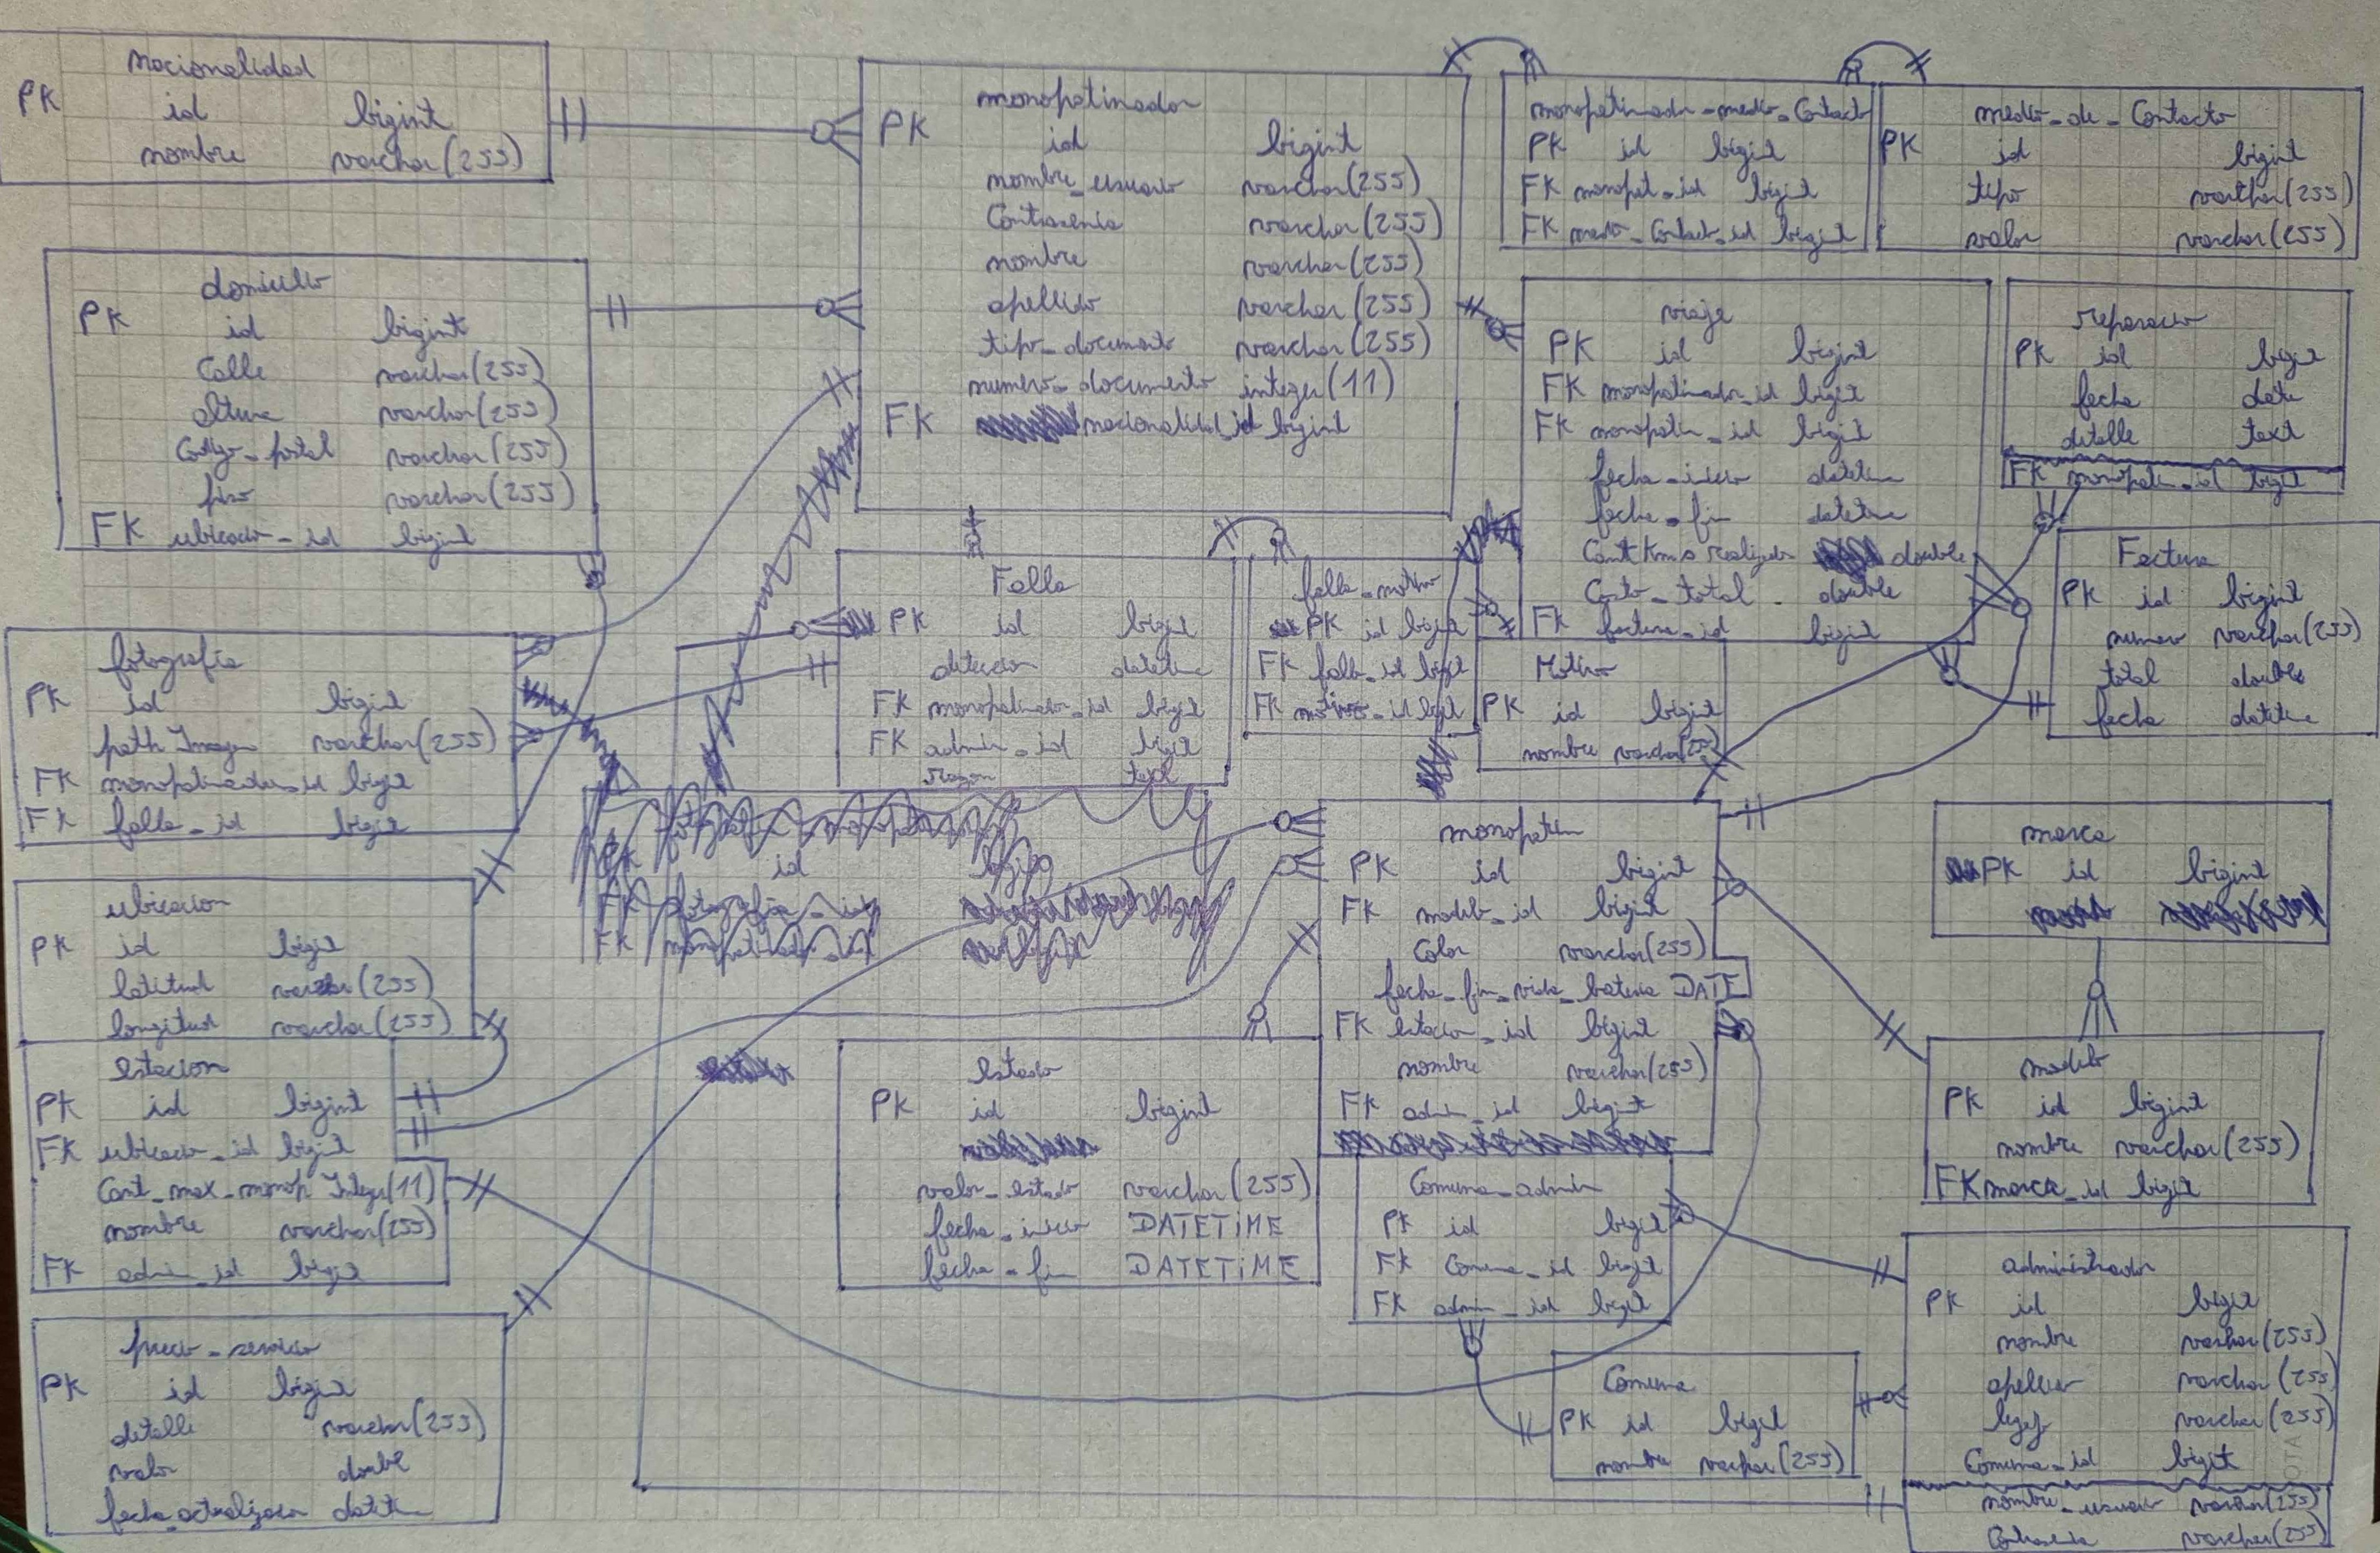 nacionalidad
PK id bigint
nombre varchar(255)
monopatinador
PK id bigint
nombre_usuario varchar(255)
Contrasenia varchar(255)
nombre varchar(255)
apellido varchar(255)
tipo_documento varchar(255)
numero_documento integer(11)
FK nacionalidad_id bigint
monopatinador_medio_Contacto
PK id bigint
FK monopat_id bigint
FK medio_Contacto_id bigint
medio_de_Contacto
PK id bigint
tipo varchar(255)
valor varchar(255)
domicilio
PK id bigint
Calle varchar(255)
altura varchar(255)
Codigo_postal varchar(255)
piso varchar(255)
FK ubicacion_id bigint
viaje
PK id bigint
FK monopatinador_id bigint
FK monopatin_id bigint
fecha_inicio datetime
fecha_fin datetime
CantKms realizados double
Costo_total double
FK factura_id bigint
reparacion
PK id bigint
fecha date
detalle text
FK monopatin_id bigint
Factura
PK id bigint
numero varchar(255)
total double
fecha datetime
fotografia
PK id bigint
path Imagen varchar(255)
FK monopatinador_id bigint
FK falla_id bigint
Falla
PK id bigint
detección datetime
FK monopatinador_id bigint
FK admin_id bigint
razon text
falla_motivo
PK id bigint
FK falla_id bigint
FK motivo_id bigint
Motivo
PK id bigint
nombre varchar(255)
ubicacion
PK id bigint
latitud varchar(255)
longitud varchar(255)
estacion
PK id bigint
FK ubicacion_id bigint
Cant_max_monop Integer(11)
nombre varchar(255)
FK admin_id bigint
precio_servicio
PK id bigint
detalle varchar(255)
valor double
fecha_actualizacion datetime
estado
PK id bigint
valor_estado varchar(255)
fecha_inicio DATETIME
fecha_fin DATETIME
monopatin
PK id bigint
FK modelo_id bigint
Color varchar(255)
fecha_fin_vida_bateria DATE
FK estacion_id bigint
nombre varchar(255)
FK admin_id bigint
marca
PK id bigint
modelo
PK id bigint
nombre varchar(255)
FK marca_id bigint
Comuna_admin
PK id bigint
FK Comuna_id bigint
FK admin_id bigint
Comuna
PK id bigint
nombre varchar(255)
administrador
PK id bigint
nombre varchar(255)
apellido varchar(255)
legajo varchar(255)
Comuna_id bigint
nombre_usuario varchar(255)
Contrasenia varchar(255)